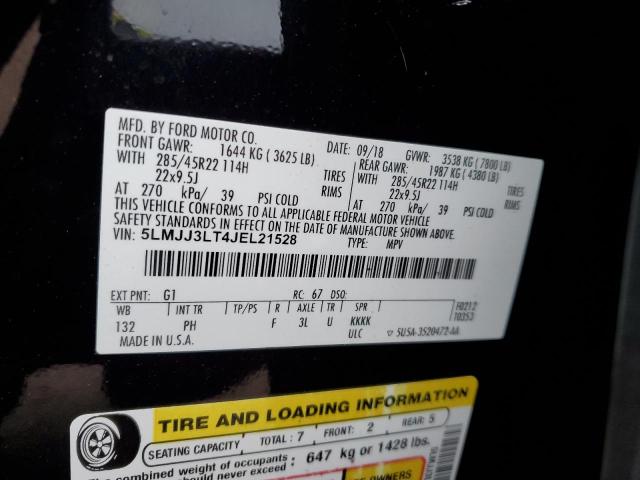 MFD. BY FORD MOTOR CO.
DATE: 09/18 GVWR: 3538 KG ( 7800 LB)
FRONT GAWR: 1644 KG ( 3625 LB) REAR GAWR: 1987 KG ( 4380 LB)
WITH 285/45R22 114H TIRES WITH 285/45R22 114H TIRES
22x9.5J RIMS 22x9.5J RIMS
AT 270 kPa/ 39 PSI COLD AT 270 kPa/ 39 PSI COLD
THIS VEHICLE CONFORMS TO ALL APPLICABLE FEDERAL MOTOR VEHICLE
SAFETY STANDARDS IN EFFECT ON THE DATE OF MANUFACTURE SHOWN ABOVE.
VIN: 5LMJJ3LT4JEL21528 TYPE: MPV
EXT PNT: G1 RC: 67 DSO:
WB INT TR TP/PS R AXLE TR SPR F0212
132 PH F 3L U KKKK T0353
MADE IN U.S.A. ULC 5U5A-3520472-AA
TIRE AND LOADING INFORMATION
SEATING CAPACITY TOTAL : 7 FRONT: 2 REAR: 5
The combined weight of occupants
should never exceed 647 kg or 1428 lbs.
OWNERS